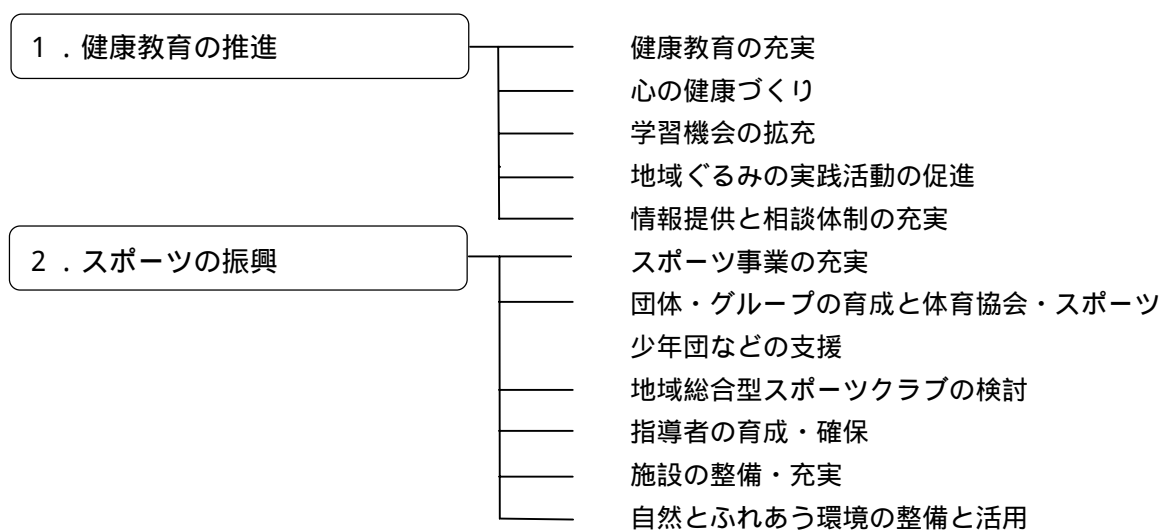 1．健康教育の推進
健康教育の充実
心の健康づくり
学習機会の拡充
地域ぐるみの実践活動の促進
情報提供と相談体制の充実
2．スポーツの振興
スポーツ事業の充実
団体・グループの育成と体育協会・スポーツ
少年団などの支援
地域総合型スポーツクラブの検討
指導者の育成・確保
施設の整備・充実
自然とふれあう環境の整備と活用